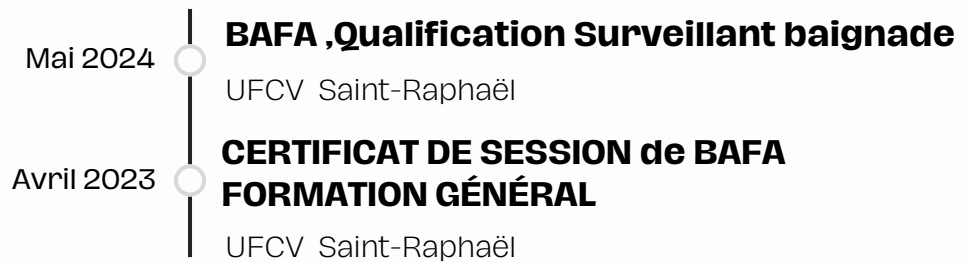 Mai 2024
BAFA ,Qualification Surveillant baignade
UFCV Saint-Raphaël
Avril 2023
CERTIFICAT DE SESSION de BAFA
FORMATION GÉNÉRAL
UFCV Saint-Raphaël